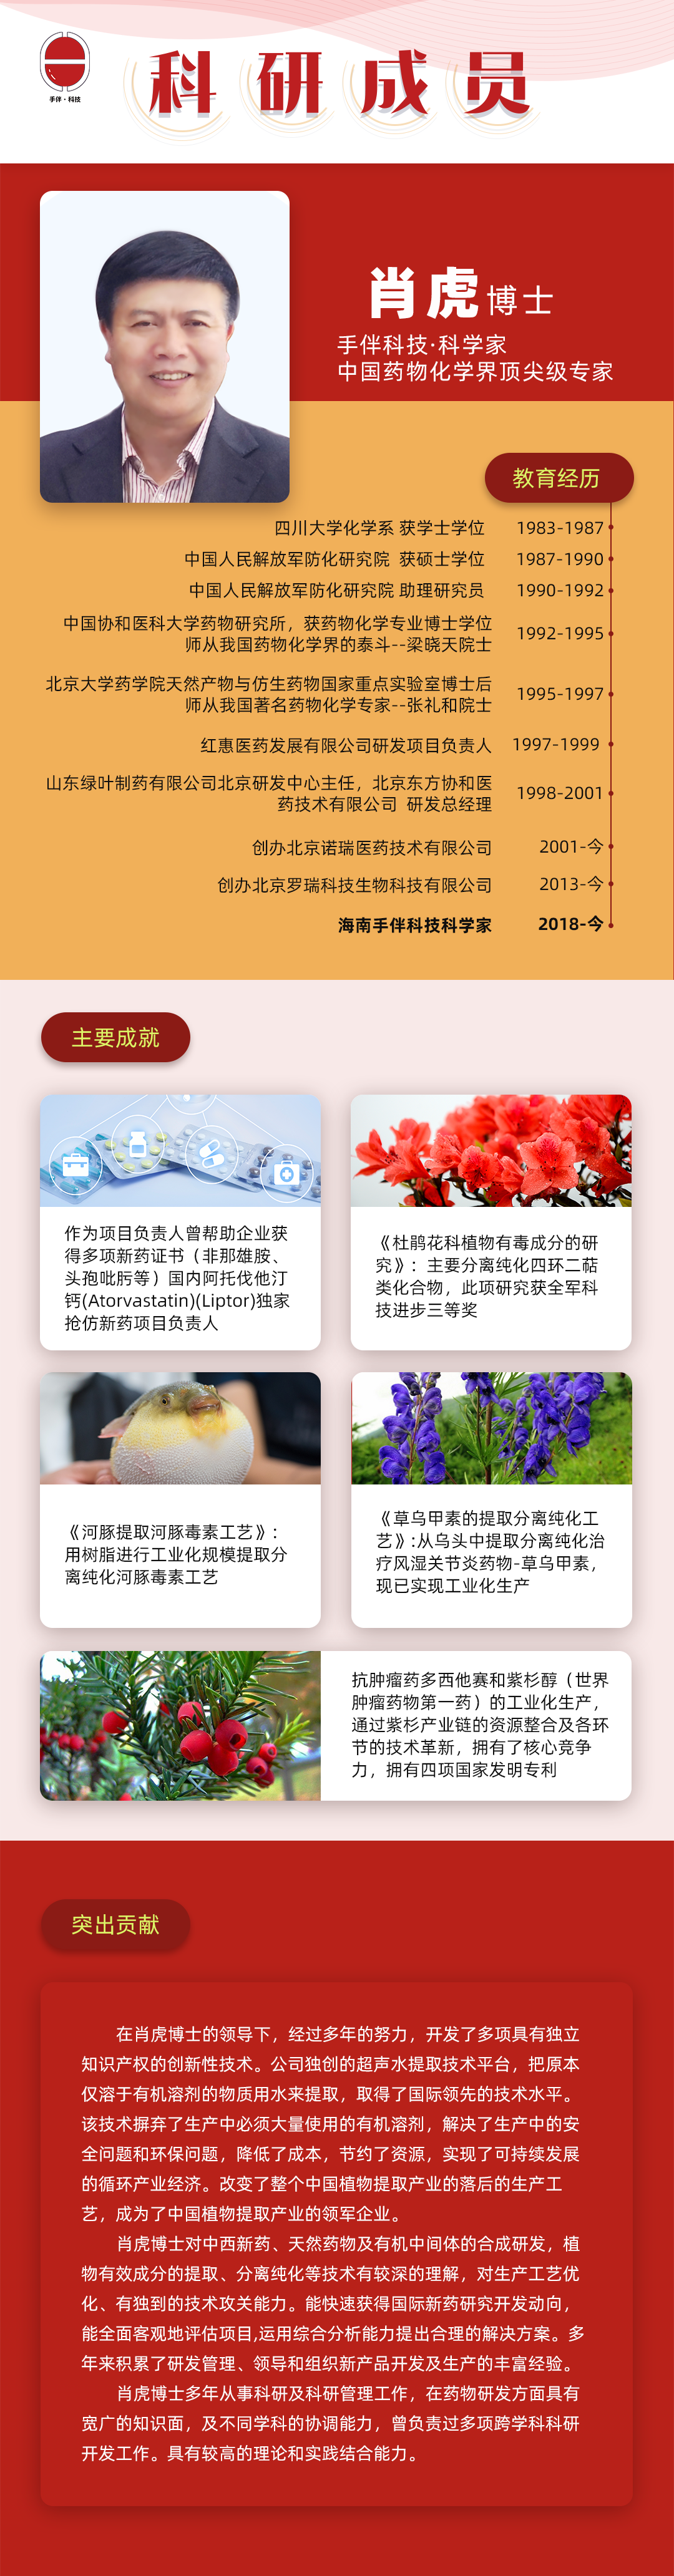 手伴·科技
科研成员
肖虎博士
手伴科技·科学家
中国药物化学界顶尖级专家
教育经历
四川大学化学系 获学士学位 1983-1987
中国人民解放军防化研究院 获硕士学位 1987-1990
中国人民解放军防化研究院 助理研究员 1990-1992
中国协和医科大学药物研究所，获药物化学专业博士学位
师从我国药物化学界的泰斗--梁晓天院士
1992-1995
北京大学药学院天然产物与仿生药物国家重点实验室博士后
师从我国著名药物化学专家--张礼和院士
1995-1997
红惠医药发展有限公司研发项目负责人 1997-1999
山东绿叶制药有限公司北京研发中心主任，北京东方协和医
药技术有限公司 研发总经理
1998-2001
创办北京诺瑞医药技术有限公司 2001-今
创办北京罗瑞科技生物科技有限公司 2013-今
海南手伴科技科学家 2018-今
主要成就
作为项目负责人曾帮助企业获
得多项新药证书（非那雄胺、
头孢吡肟等）国内阿托伐他汀
钙(Atorvastatin)(Liptor)独家
抢仿新药项目负责人
《杜鹃花科植物有毒成分的研
究》：主要分离纯化四环二萜
类化合物，此项研究获全军科
技进步三等奖
《河豚提取河豚毒素工艺》：
用树脂进行工业化规模提取分
离纯化河豚毒素工艺
《草乌甲素的提取分离纯化工
艺》:从乌头中提取分离纯化治
疗风湿关节炎药物-草乌甲素，
现已实现工业化生产
抗肿瘤药多西他赛和紫杉醇（世界
肿瘤药物第一药）的工业化生产，
通过紫杉产业链的资源整合及各环
节的技术革新，拥有了核心竞争
力，拥有四项国家发明专利
突出贡献
在肖虎博士的领导下，经过多年的努力，开发了多项具有独立
知识产权的创新性技术。公司独创的超声水提取技术平台，把原本
仅溶于有机溶剂的物质用水来提取，取得了国际领先的技术水平。
该技术摒弃了生产中必须大量使用的有机溶剂，解决了生产中的安
全问题和环保问题，降低了成本，节约了资源，实现了可持续发展
的循环产业经济。改变了整个中国植物提取产业的落后的生产工
艺，成为了中国植物提取产业的领军企业。
肖虎博士对中西新药、天然药物及有机中间体的合成研发，植
物有效成分的提取、分离纯化等技术有较深的理解，对生产工艺优
化、有独到的技术攻关能力。能快速获得国际新药研究开发动向，
能全面客观地评估项目,运用综合分析能力提出合理的解决方案。多
年来积累了研发管理、领导和组织新产品开发及生产的丰富经验。
肖虎博士多年从事科研及科研管理工作，在药物研发方面具有
宽广的知识面，及不同学科的协调能力，曾负责过多项跨学科科研
开发工作。具有较高的理论和实践结合能力。